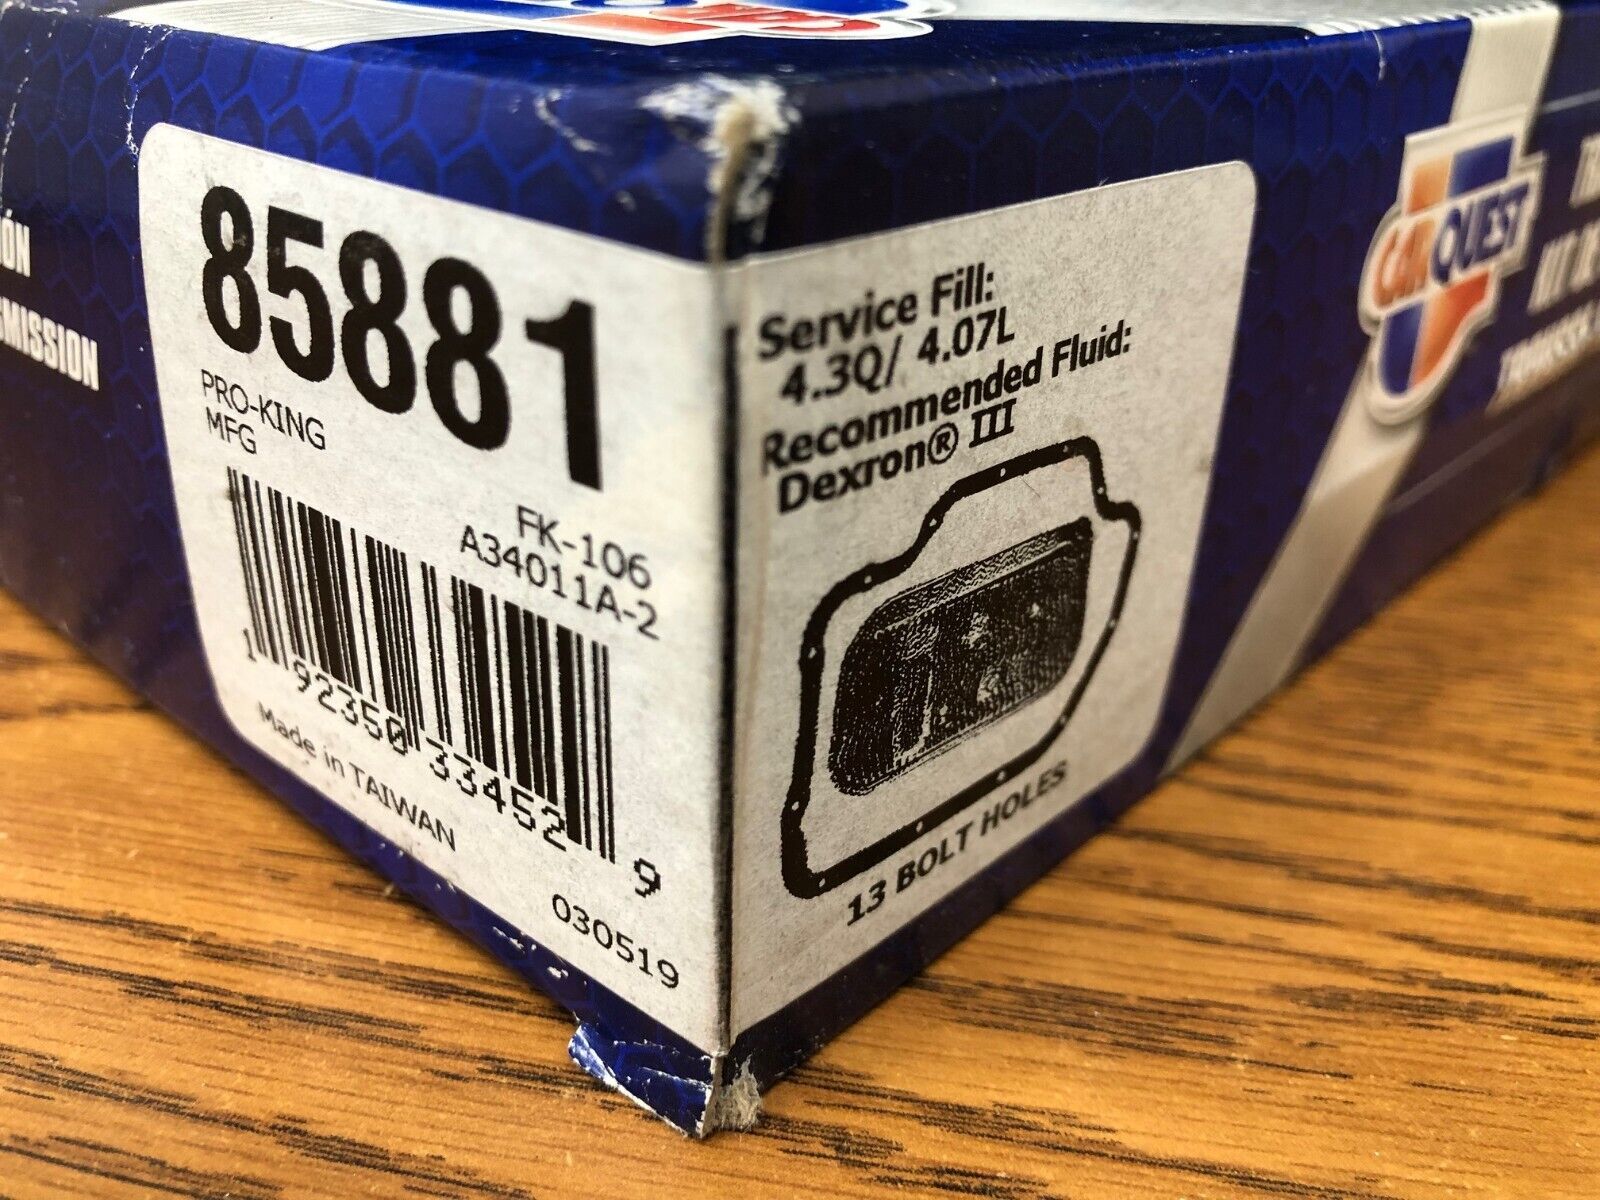 ÓN
SMISSION
85881
PRO-KING
MFG
FK-106
A34011A-2
1 92350 33452 9
Made in TAIWAN
030519
Service Fill:
4.3Q/ 4.07L
Recommended Fluid:
Dexron® III
13 BOLT HOLES
CARQUEST